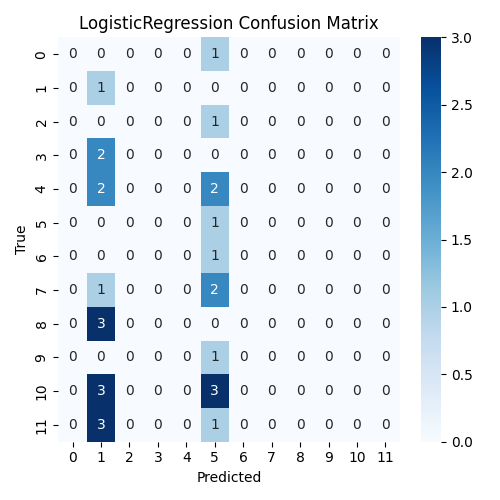 LogisticRegression Confusion Matrix
0 0 0 0 0 0 1 0 0 0 0 0 0
1 0 1 0 0 0 0 0 0 0 0 0 0
2 0 0 0 0 0 1 0 0 0 0 0 0
3 0 2 0 0 0 0 0 0 0 0 0 0
4 0 2 0 0 0 2 0 0 0 0 0 0
5 0 0 0 0 0 1 0 0 0 0 0 0
6 0 0 0 0 0 1 0 0 0 0 0 0
7 0 1 0 0 0 2 0 0 0 0 0 0
8 0 3 0 0 0 0 0 0 0 0 0 0
9 0 0 0 0 0 1 0 0 0 0 0 0
10 0 3 0 0 0 3 0 0 0 0 0 0
11 0 3 0 0 0 1 0 0 0 0 0 0
0 1 2 3 4 5 6 7 8 9 10 11
Predicted
True
3.0
2.5
2.0
1.5
1.0
0.5
0.0